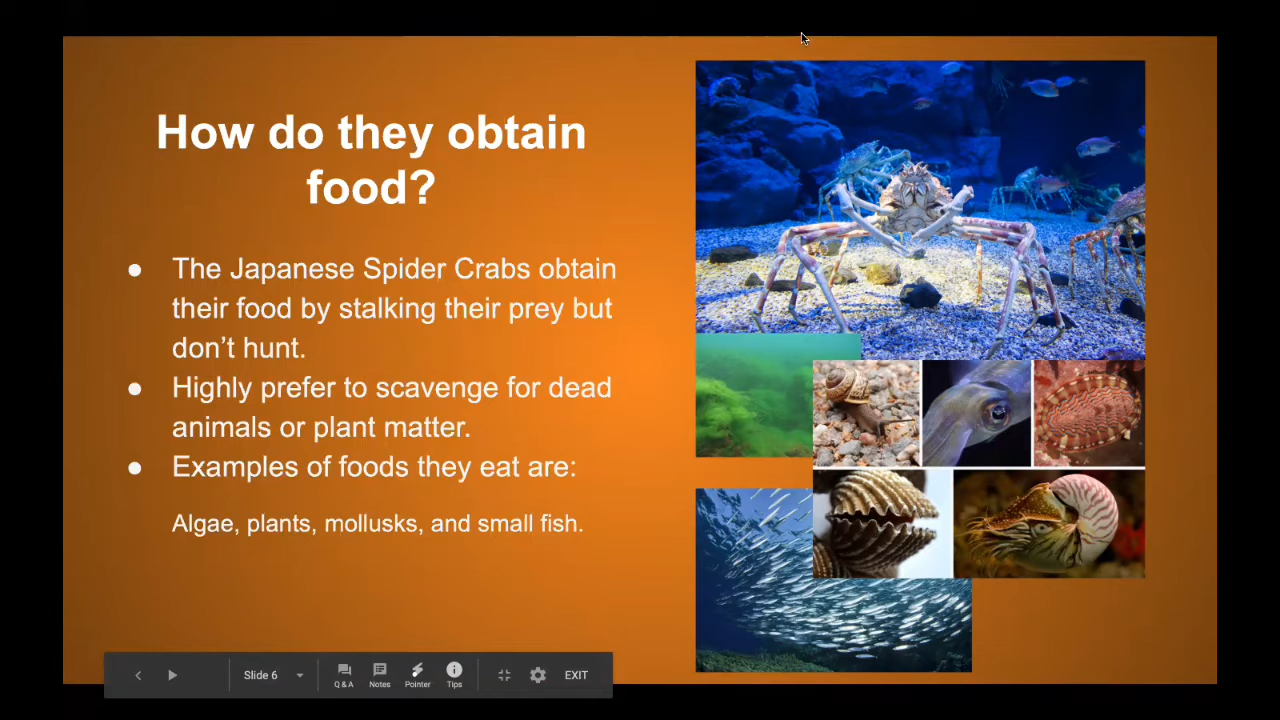 How do they obtain
food?
● The Japanese Spider Crabs obtain
their food by stalking their prey but
don't hunt.
● Highly prefer to scavenge for dead
animals or plant matter.
● Examples of foods they eat are:
Algae, plants, mollusks, and small fish.
Slide 6
Q & A
Notes
Pointer
Tips
EXIT